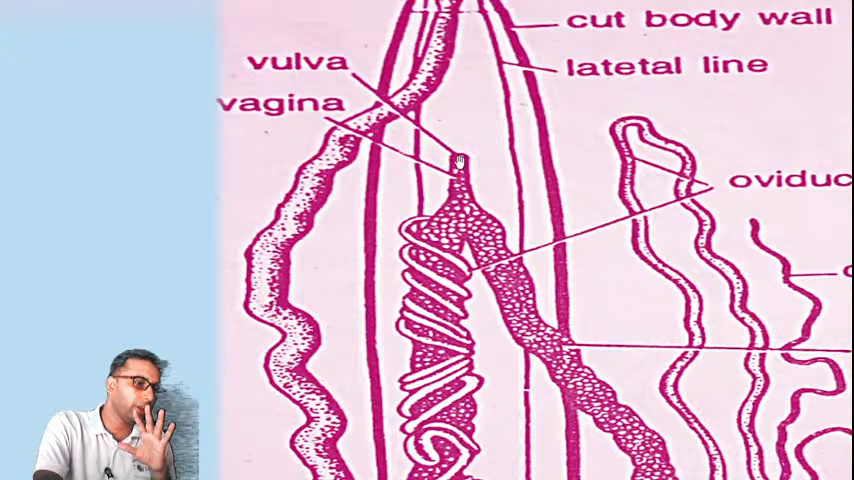 cut body wall
vulva
latetal line
vagina
oviduc